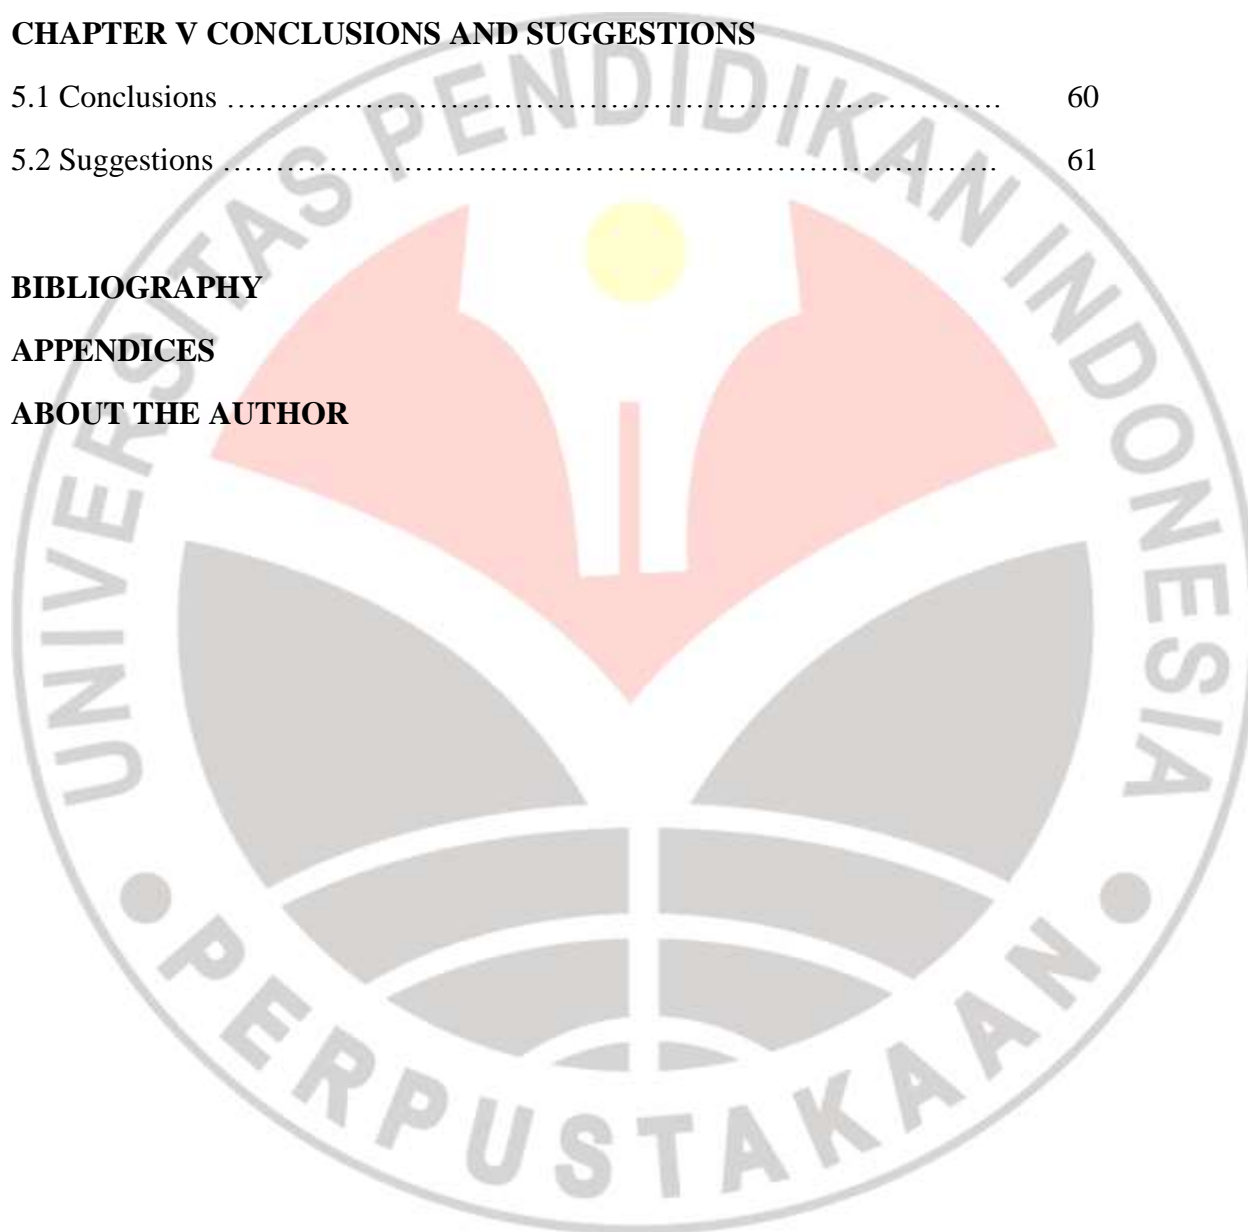 CHAPTER V CONCLUSIONS AND SUGGESTIONS
5.1 Conclusions ………………………………………………………………. 60
5.2 Suggestions ………………………………………………………………. 61
BIBLIOGRAPHY
APPENDICES
ABOUT THE AUTHOR
UNIVERSITAS PENDIDIKAN INDONESIA
PERPUSTAKAAN